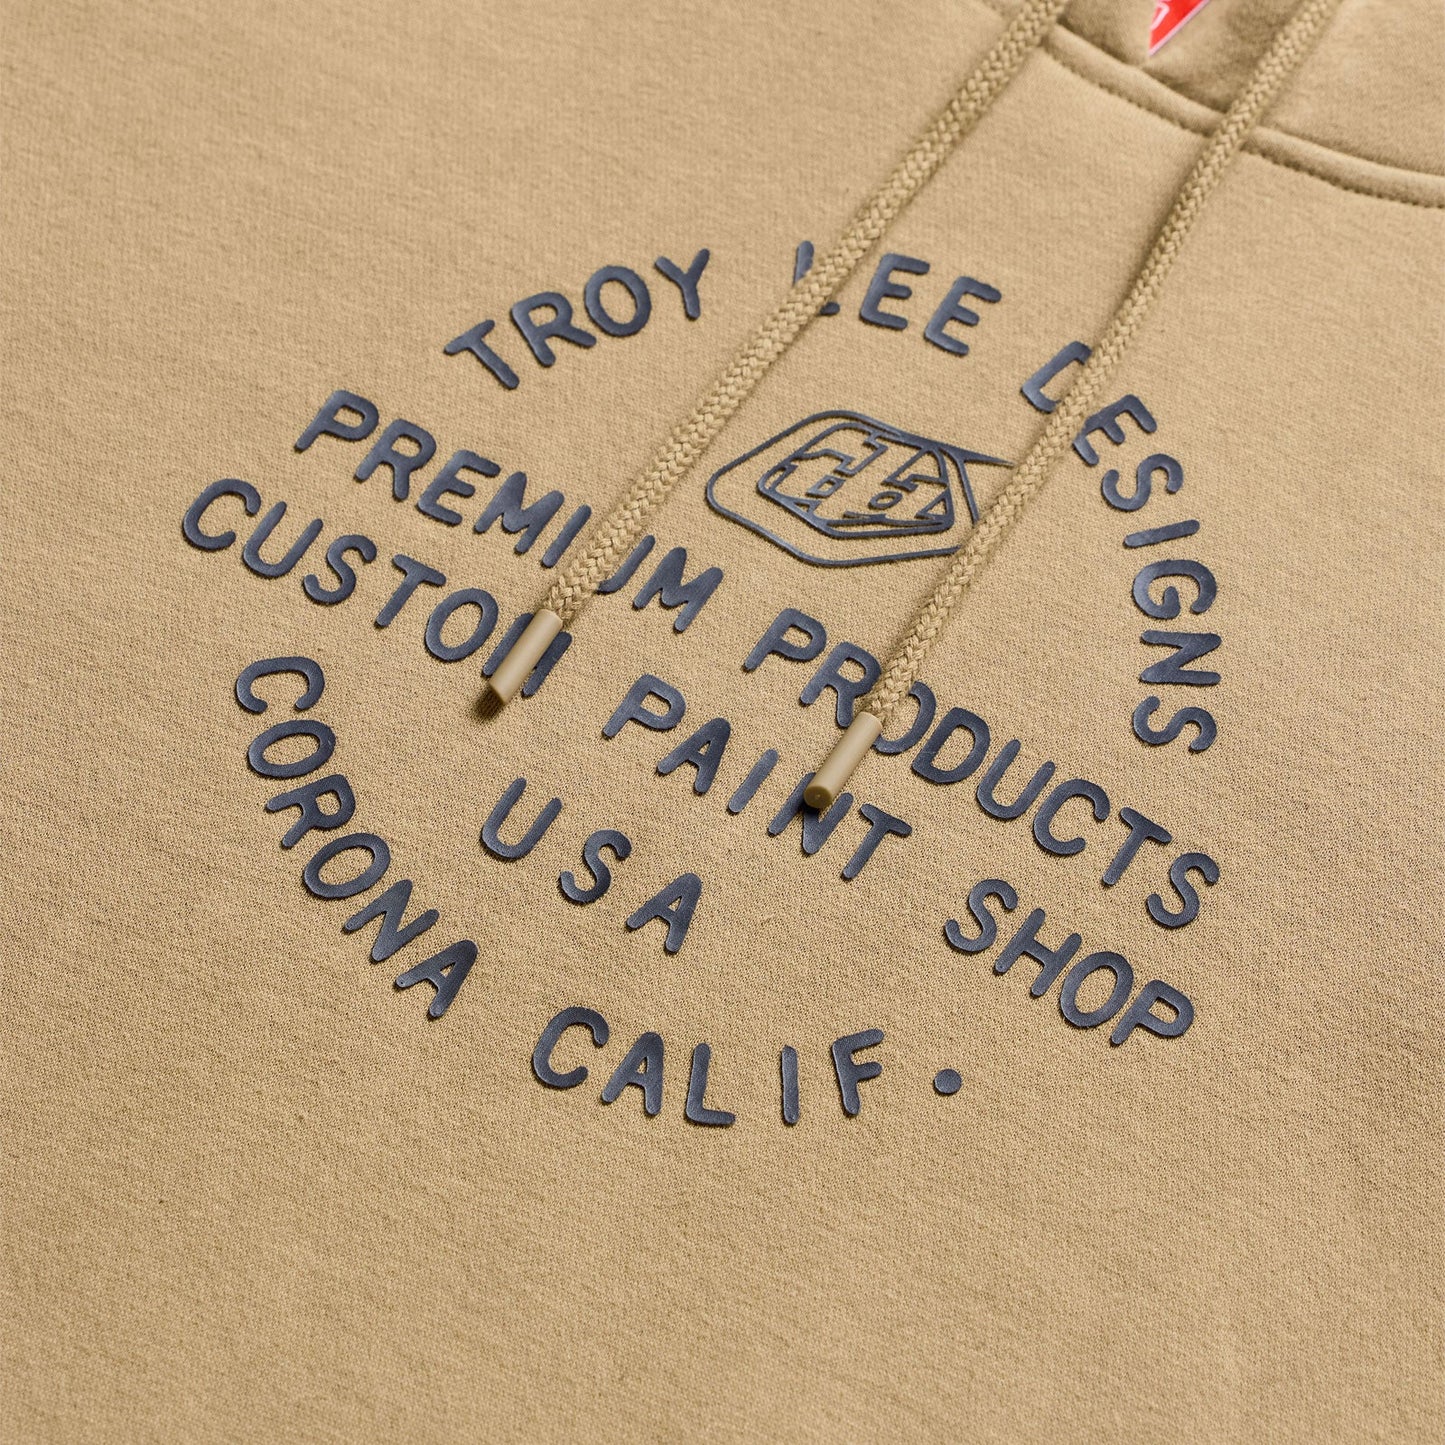 TROY LEE DESIGNS
PREMIUM PRODUCTS
CUSTOM PAINT SHOP
USA
CORONA CALIF.